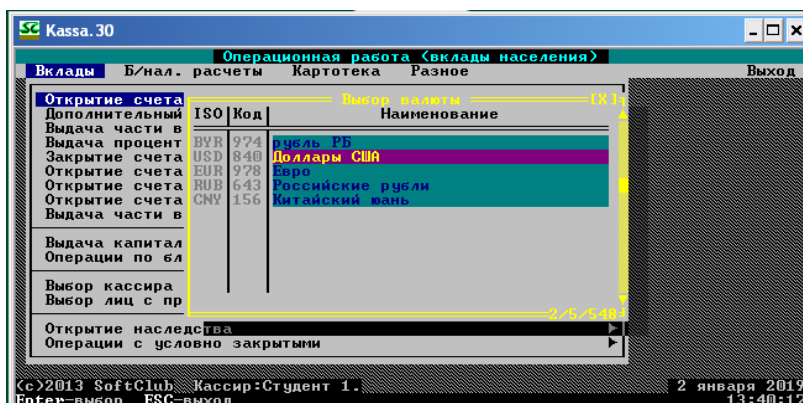 SC Kassa.30
Операционная работа (вклады населения)
Вклады Б/нал. расчеты Картотека Разное Выход
Открытие счета
Дополнительный
Выдача части в
Выдача процент
Закрытие счета
Открытие счета
Открытие счета
Открытие счета
Выдача части в
Выдача капитал
Операции по бл
Выбор кассира
Выбор лиц с пр
Открытие наследства
Операции с условно закрытыми
Выбор валюты [X]
ISO Код Наименование
BYR 974 рубль РБ
USD 840 Доллары США
EUR 978 Евро
RUB 643 Российские рубли
CNY 156 Китайский юань
2/5/548
(c)2013 SoftClub Кассир:Студент 1. 2 января 2019
Enter-выбор ESC-выход 13:40:17